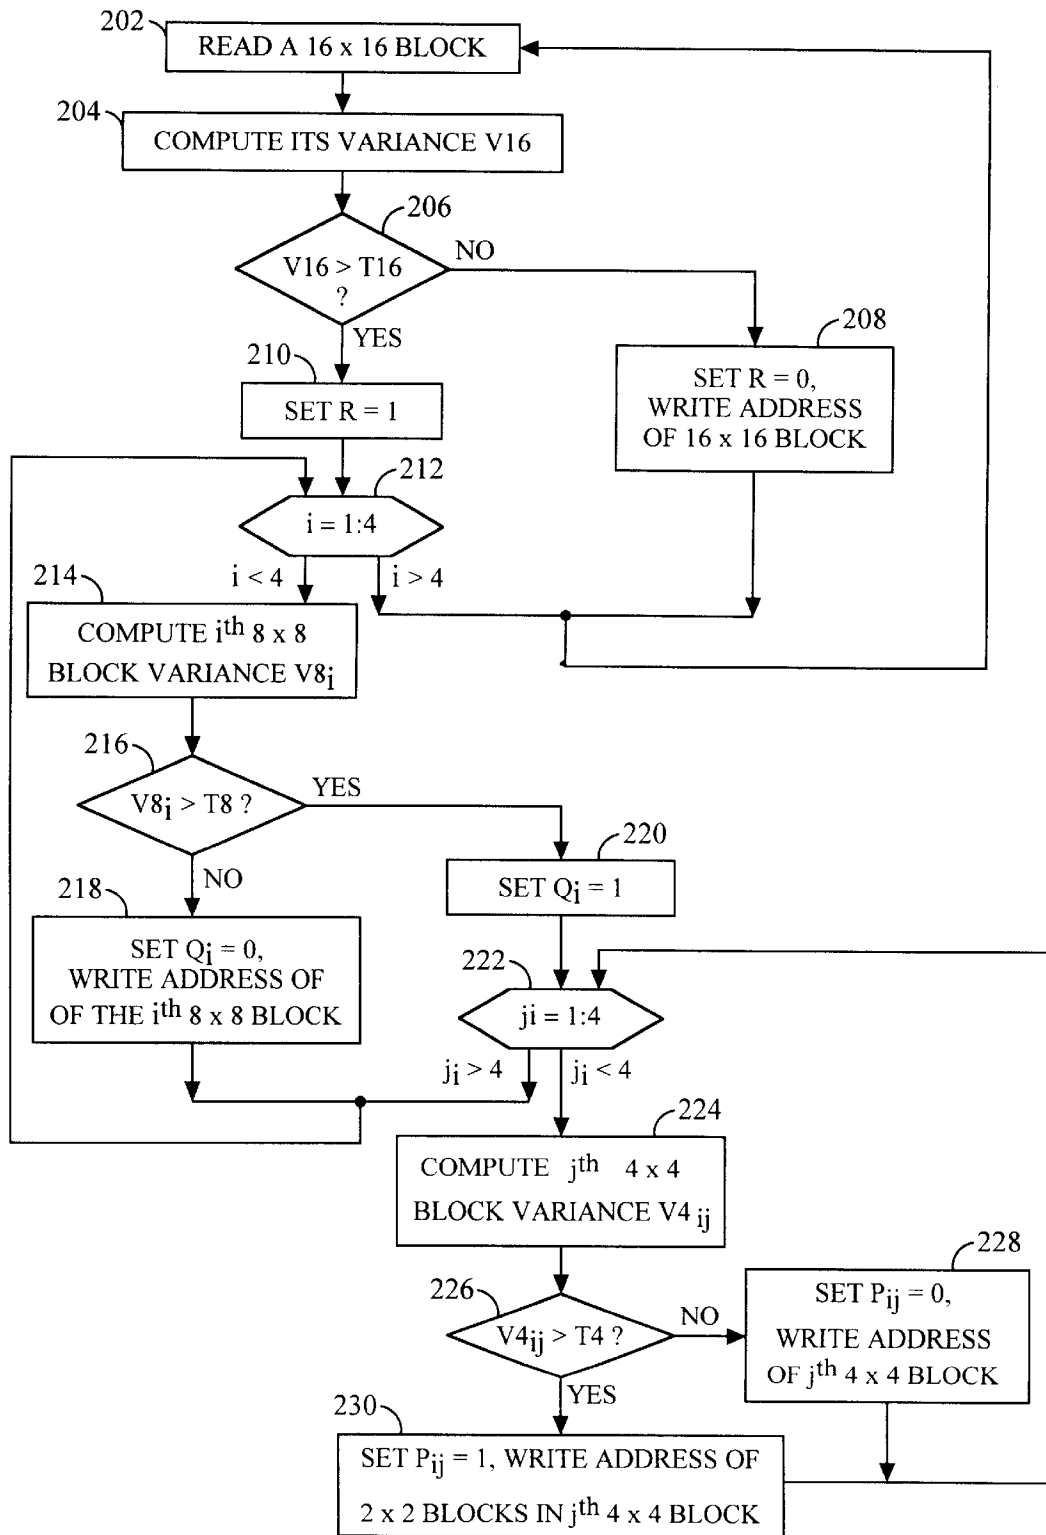 202
READ A 16 x 16 BLOCK
204
COMPUTE ITS VARIANCE V16
206
V16 > T16
?
NO
YES
208
SET R = 0,
WRITE ADDRESS
OF 16 x 16 BLOCK
210
SET R = 1
212
i = 1:4
i < 4
i > 4
214
COMPUTE ith 8 x 8
BLOCK VARIANCE V8i
216
V8i > T8 ?
YES
NO
218
SET Qi = 0,
WRITE ADDRESS OF
OF THE ith 8 x 8 BLOCK
220
SET Qi = 1
222
ji = 1:4
ji > 4
ji < 4
224
COMPUTE jth 4 x 4
BLOCK VARIANCE V4 ij
226
V4ij > T4 ?
NO
YES
228
SET Pij = 0,
WRITE ADDRESS
OF jth 4 x 4 BLOCK
230
SET Pij = 1, WRITE ADDRESS OF
2 x 2 BLOCKS IN jth 4 x 4 BLOCK